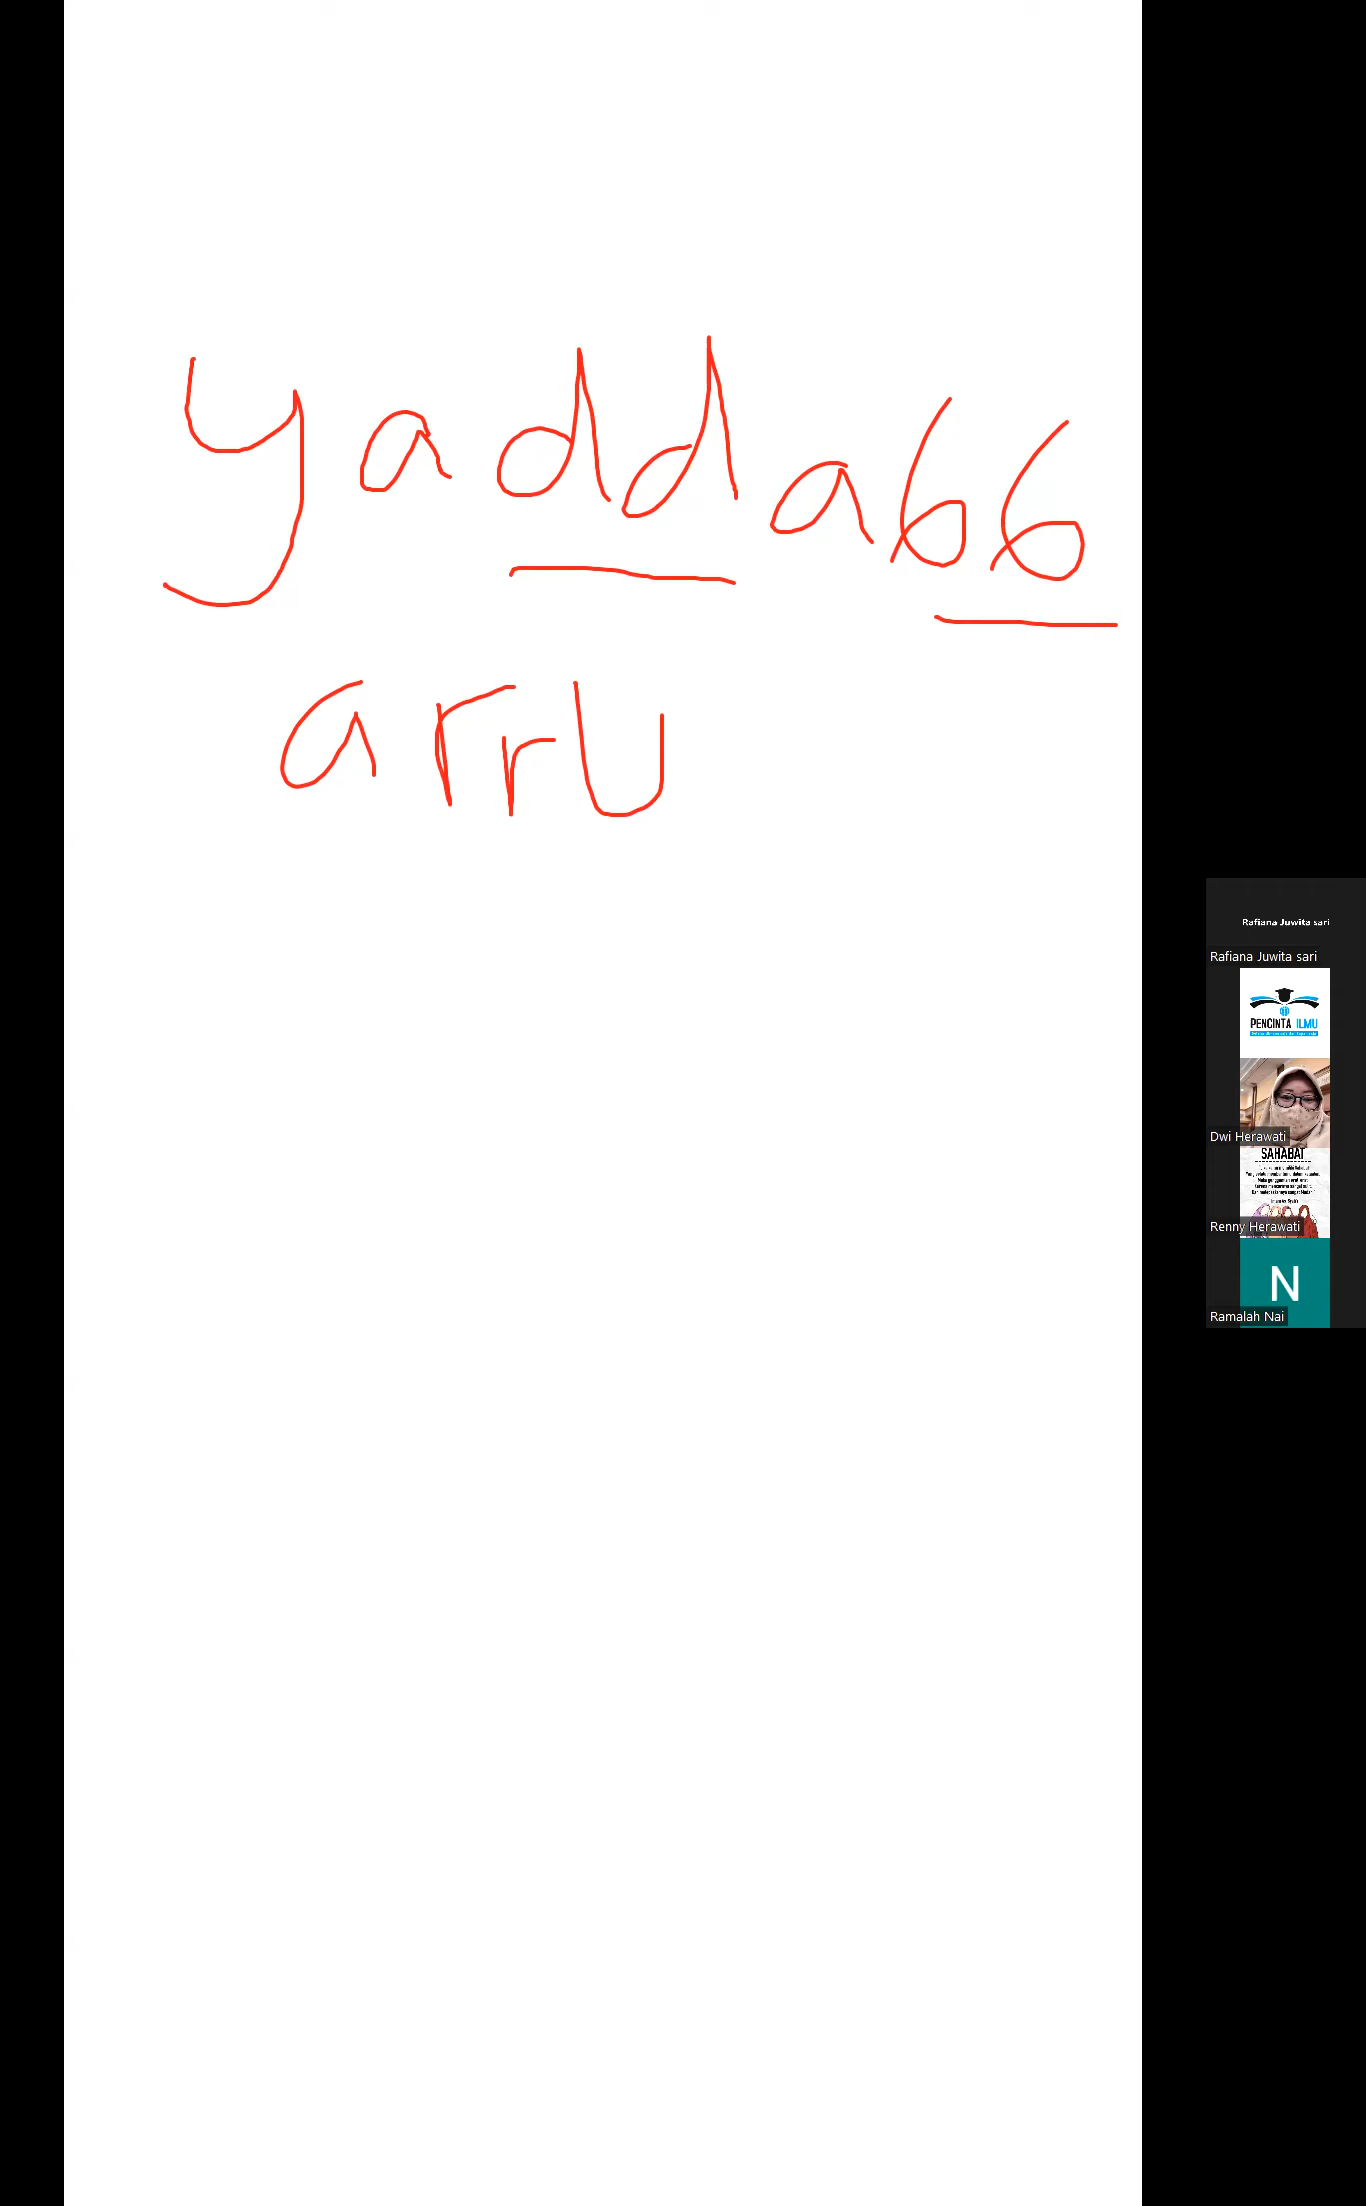 yaddabb
arru
Rafiana Juwita sari
Rafiana Juwita sari
PENCINTA ILMU
Dwi Herawati
SAHABAT
Renny Herawati
N
Ramalah Nai